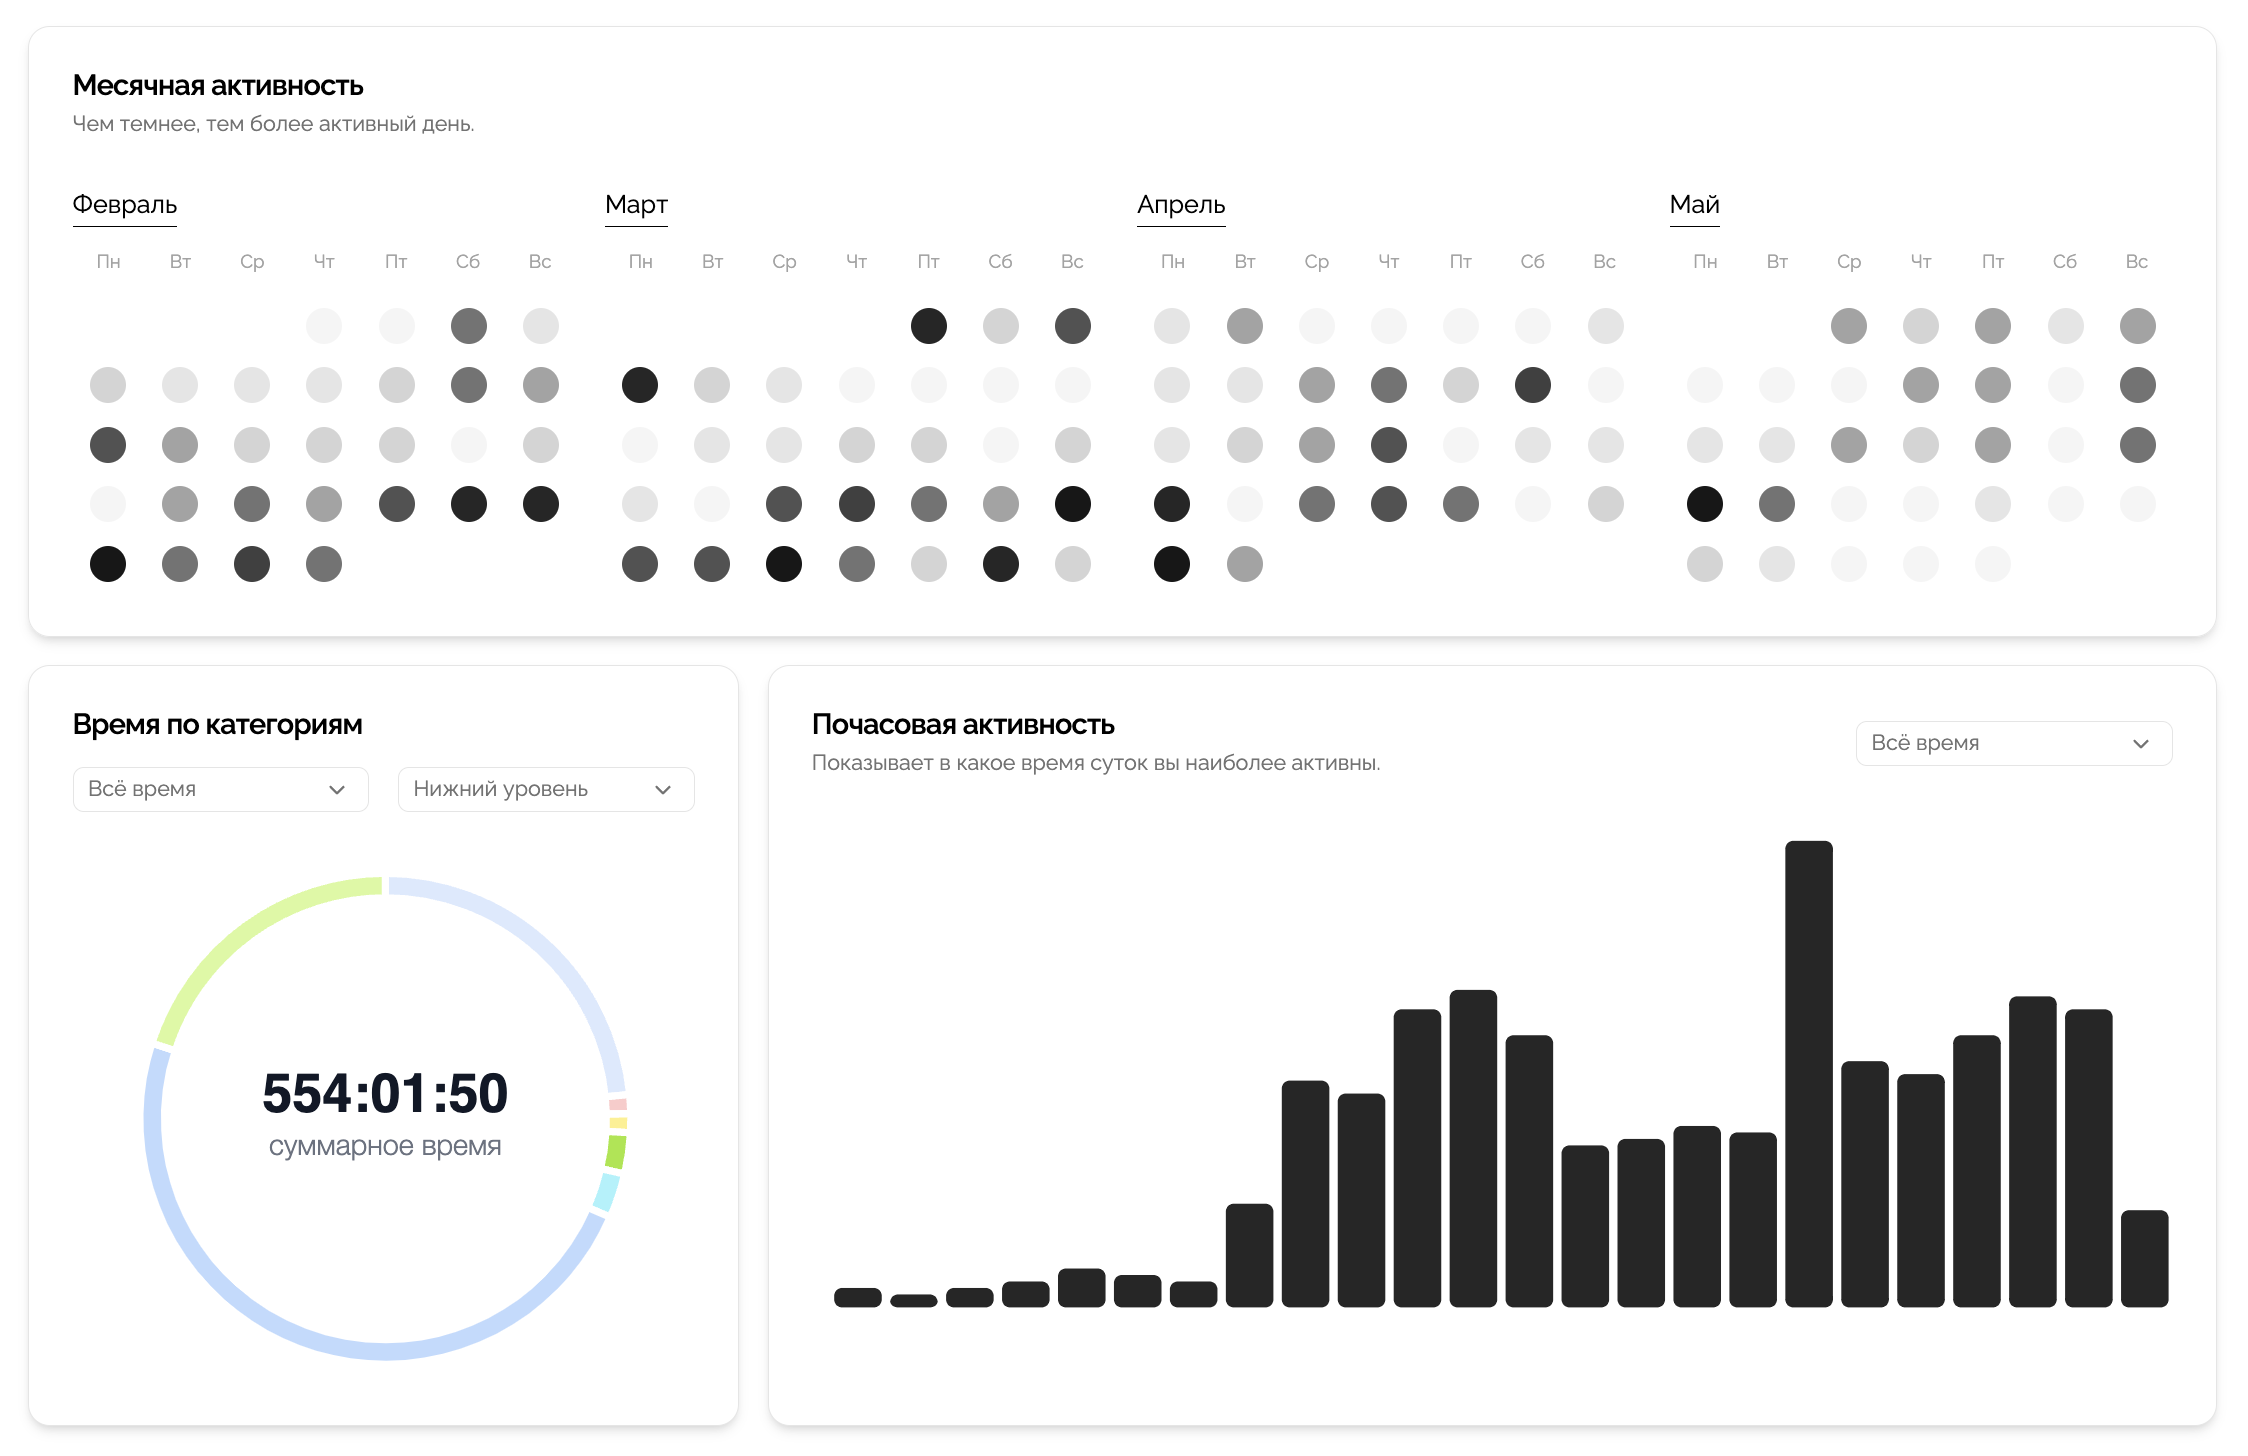 Месячная активность
Чем темнее, тем более активный день.
Февраль
Пн Вт Ср Чт Пт Сб Вс
Март
Пн Вт Ср Чт Пт Сб Вс
Апрель
Пн Вт Ср Чт Пт Сб Вс
Май
Пн Вт Ср Чт Пт Сб Вс
Время по категориям
Всё время
Нижний уровень
554:01:50
суммарное время
Почасовая активность
Показывает в какое время суток вы наиболее активны.
Всё время